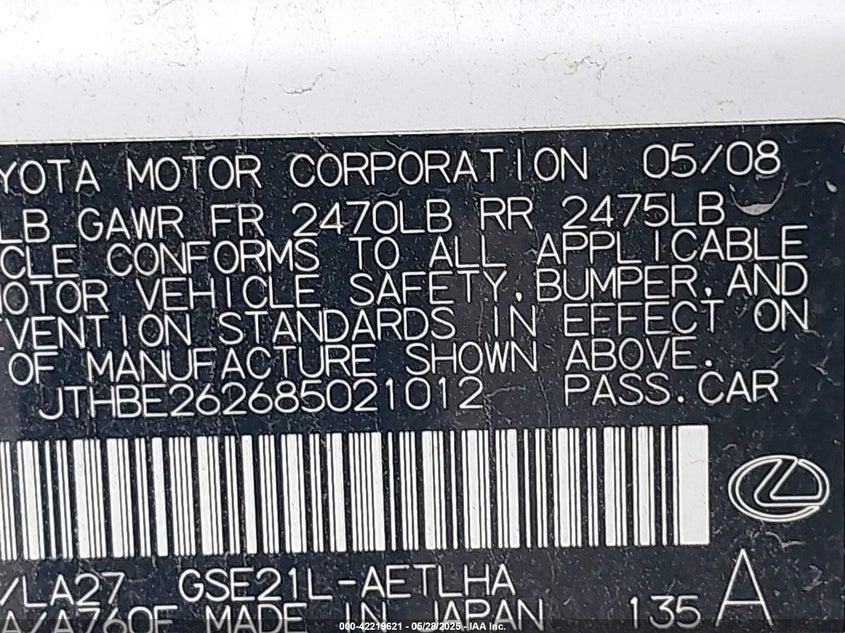 YOTA MOTOR CORPORATION 05/08
LB GAWR FR 2470LB RR 2475LB
CLE CONFORMS TO ALL APPLICABLE
MOTOR VEHICLE SAFETY, BUMPER, AND
VENTION STANDARDS IN EFFECT ON
OF MANUFACTURE SHOWN ABOVE.
JTHBE262685021012 PASS.CAR
/LA27 GSE21L-AETLHA
A/A760F MADE IN JAPAN 135 A
000-42219621 - 05/28/2025 - IAA Inc.